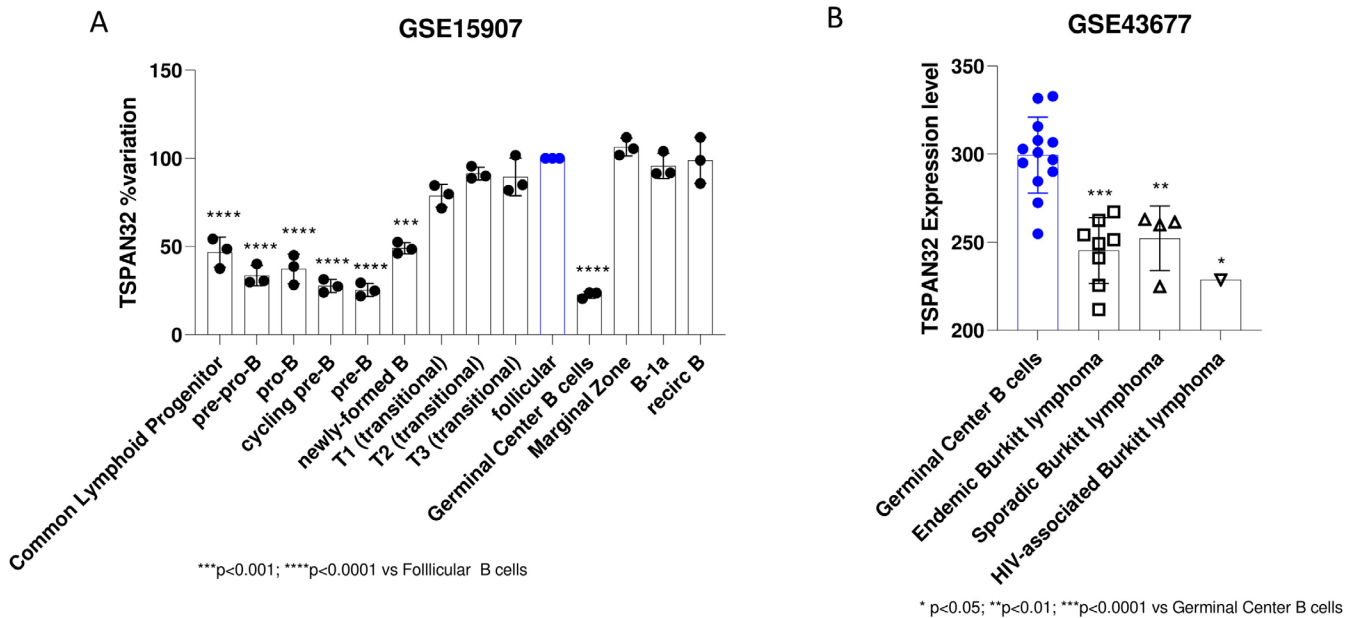 A
GSE15907
TSPAN32 %variation
150
100
50
0
****
****
****
****
****
***
****
Common Lymphoid Progenitor
pre-pro-B
pro-B
cycling pre-B
pre-B
newly-formed B
T1 (transitional)
T2 (transitional)
T3 (transitional)
follicular
Germinal Center B cells
Marginal Zone
B-1a
recirc B
***p<0.001; ****p<0.0001 vs Folllicular B cells
B
GSE43677
TSPAN32 Expression level
350
300
250
200
***
**
*
Germinal Center B cells
Endemic Burkitt lymphoma
Sporadic Burkitt lymphoma
HIV-associated Burkitt lymphoma
* p<0.05; **p<0.01; ***p<0.0001 vs Germinal Center B cells